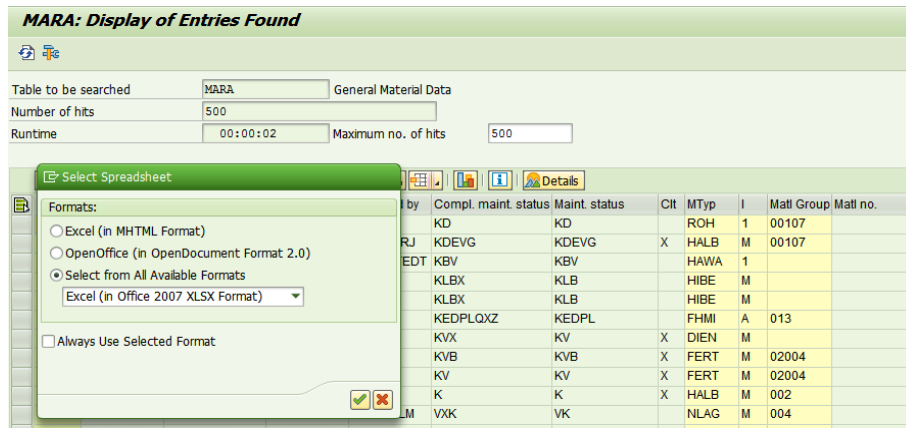 MARA: Display of Entries Found
Table to be searched MARA General Material Data
Number of hits 500
Runtime 00:00:02 Maximum no. of hits 500
Select Spreadsheet
Formats:
Excel (in MHTML Format)
OpenOffice (in OpenDocument Format 2.0)
Select from All Available Formats
Excel (in Office 2007 XLSX Format)
Always Use Selected Format
Details
by Compl. maint. status Maint. status Clt MTyp I Matl Group Matl no.
KD KD ROH 1 00107
RJ KDEVG KDEVG X HALB M 00107
EDT KBV KBV HAWA 1
KLBX KLB HIBE M
KLBX KLB HIBE M
KEDPLQXZ KEDPL FHMI A 013
KVX KV X DIEN M
KVB KVB X FERT M 02004
KV KV X FERT M 02004
K K X HALB M 002
LM VXK VK NLAG M 004